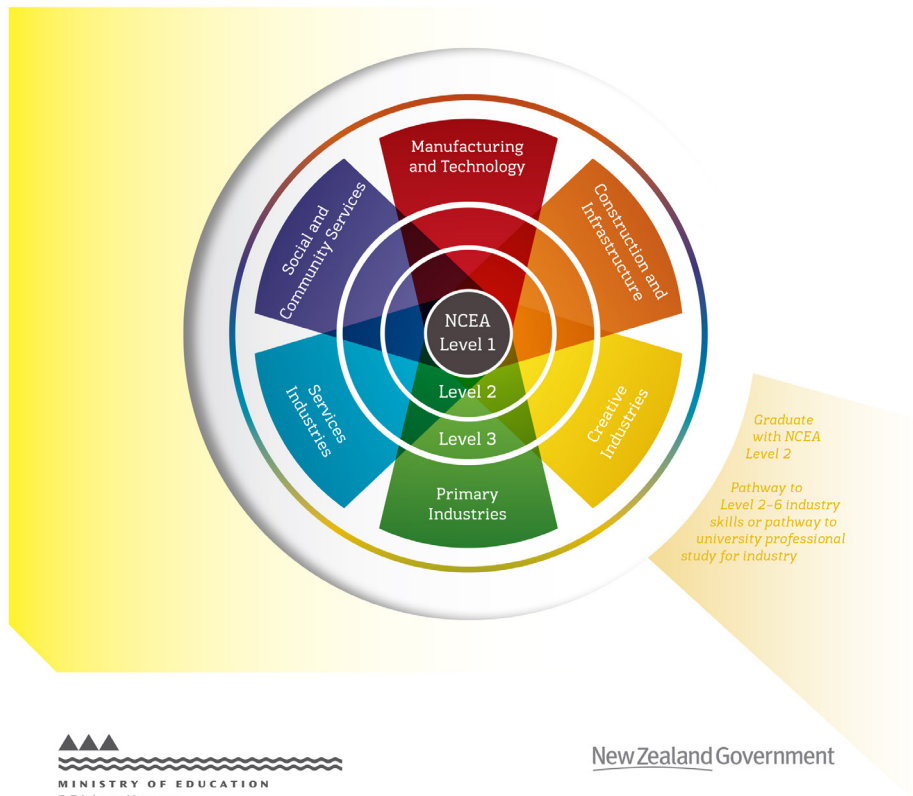 Manufacturing
and Technology
Construction and
Infrastructure
Social and
Community Services
NCEA
Level 1
Level 2
Level 3
Services
Industries
Creative
Industries
Primary
Industries
Graduate
with NCEA
Level 2
Pathway to
Level 2–6 industry
skills or pathway to
university professional
study for industry
MINISTRY OF EDUCATION
New Zealand Government